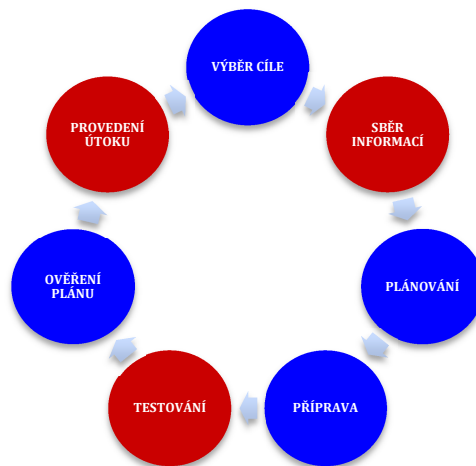 VÝBĚR CÍLE
SBĚR
INFORMACÍ
PLÁNOVÁNÍ
PŘÍPRAVA
TESTOVÁNÍ
OVĚŘENÍ
PLÁNU
PROVEDENÍ
ÚTOKU